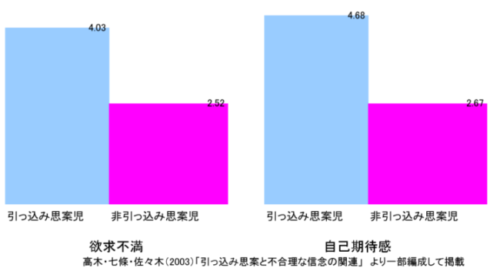 4.03
2.52
4.68
2.67
引っ込み思案児 非引っ込み思案児
引っ込み思案児 非引っ込み思案児
欲求不満
自己期待感
高木・七條・佐々木(2003)「引っ込み思案と不合理な信念の関連」 より一部編成して掲載